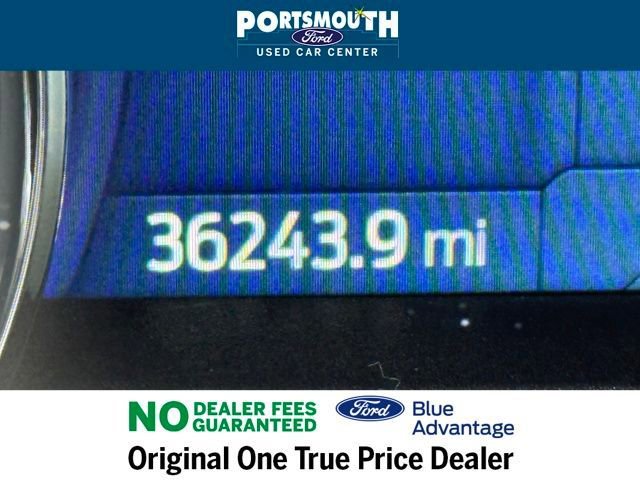 PORTSMOUTH
Ford
USED CAR CENTER
36243.9 mi
NO DEALER FEES
GUARANTEED
Ford
Blue
Advantage
Original One True Price Dealer